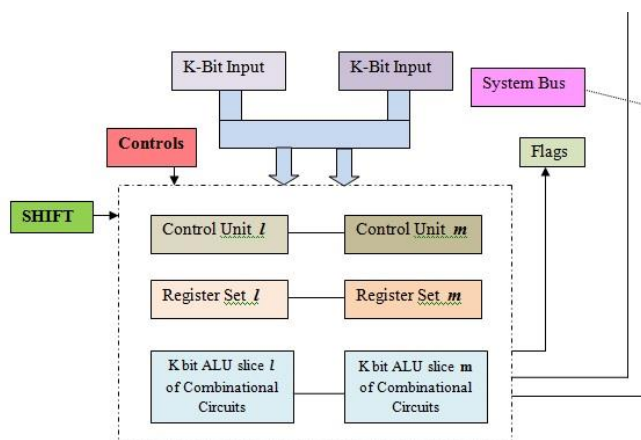 K-Bit Input
K-Bit Input
System Bus
Controls
Flags
SHIFT
Control Unit l
Control Unit m
Register Set l
Register Set m
K bit ALU slice l
of Combinational
Circuits
K bit ALU slice m
of Combinational
Circuits